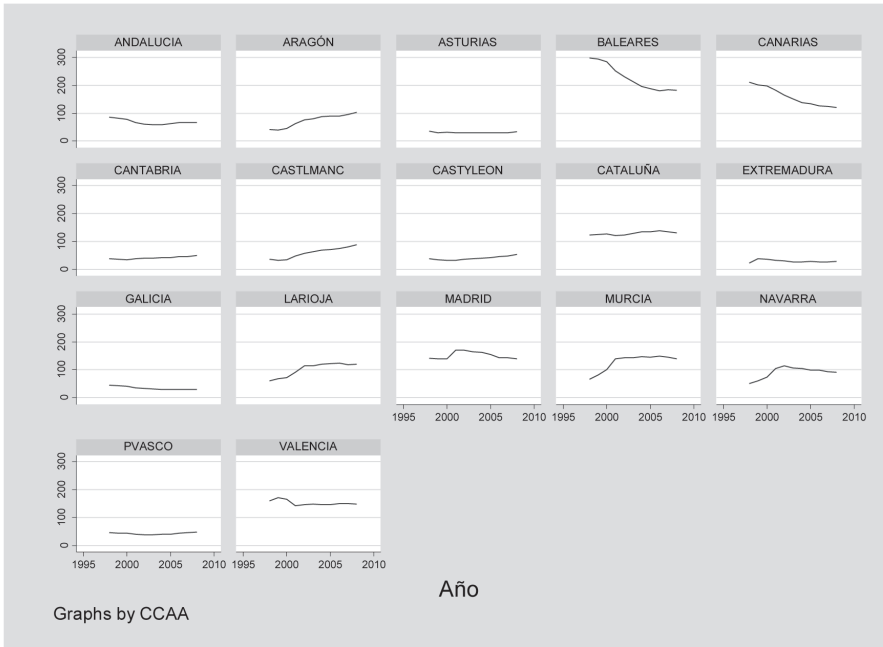 ANDALUCIA ARAGÓN ASTURIAS BALEARES CANARIAS
300
200
100
0
CANTABRIA CASTLMANC CASTYLEON CATALUÑA EXTREMADURA
300
200
100
0
GALICIA LARIOJA MADRID MURCIA NAVARRA
300
200
100
0
1995 2000 2005 2010 1995 2000 2005 2010 1995 2000 2005 2010
PVASCO VALENCIA
300
200
100
0
1995 2000 2005 2010 1995 2000 2005 2010
Año
Graphs by CCAA